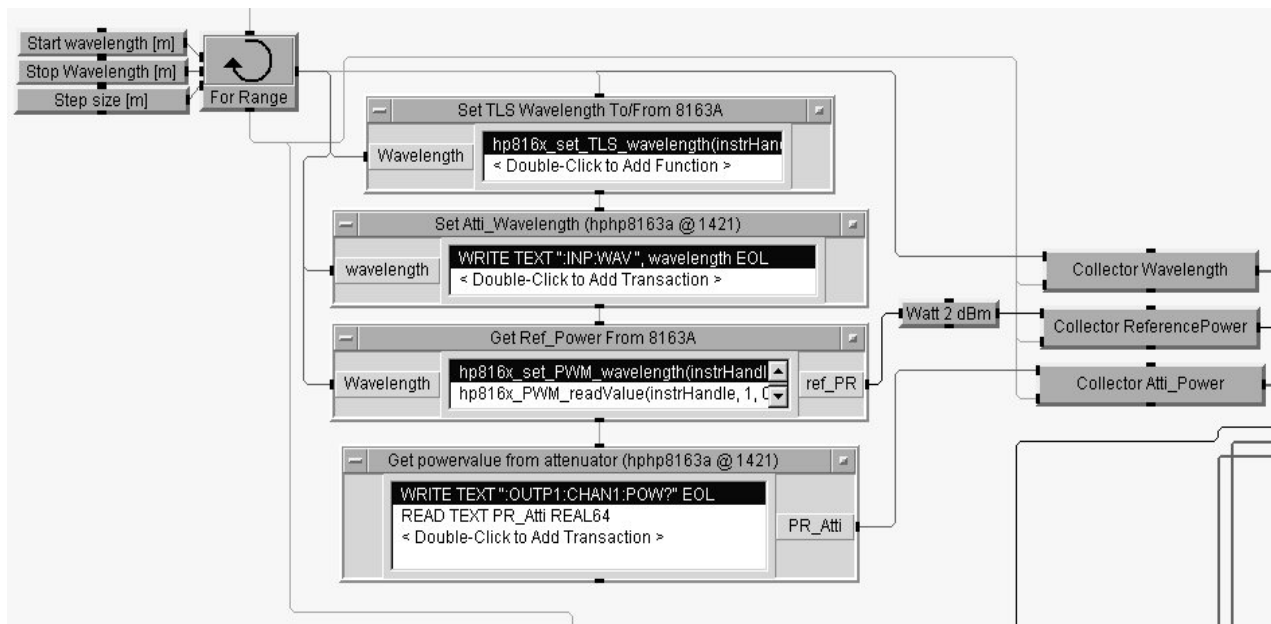 Start wavelength [m]
Stop Wavelength [m]
Step size [m]
For Range
Set TLS Wavelength To/From 8163A
Wavelength
hp816x_set_TLS_wavelength(instrHan
< Double-Click to Add Function >
Set Atti_Wavelength (hphp8163a @ 1421)
wavelength
WRITE TEXT ":INP:WAV ", wavelength EOL
< Double-Click to Add Transaction >
Get Ref_Power From 8163A
Wavelength
hp816x_set_PWM_wavelength(instrHandl
hp816x_PWM_readValue(instrHandle, 1, 0
ref_PR
Get powervalue from attenuator (hphp8163a @ 1421)
WRITE TEXT ":OUTP1:CHAN1:POW?" EOL
READ TEXT PR_Atti REAL64
< Double-Click to Add Transaction >
PR_Atti
Watt 2 dBm
Collector Wavelength
Collector ReferencePower
Collector Atti_Power